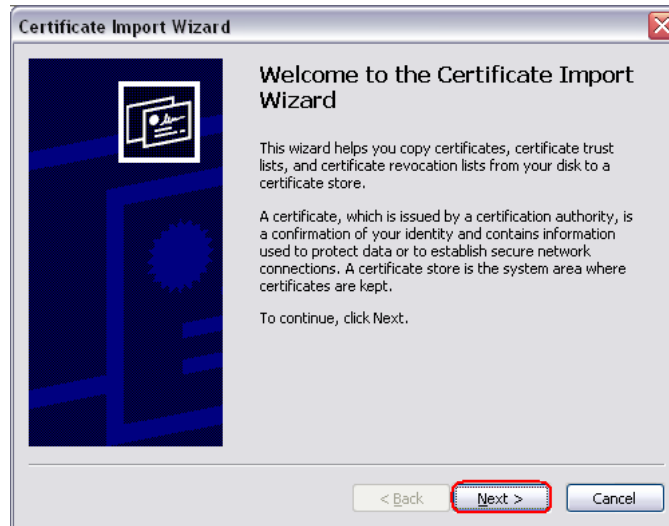 Certificate Import Wizard
Welcome to the Certificate Import
Wizard
This wizard helps you copy certificates, certificate trust
lists, and certificate revocation lists from your disk to a
certificate store.
A certificate, which is issued by a certification authority, is
a confirmation of your identity and contains information
used to protect data or to establish secure network
connections. A certificate store is the system area where
certificates are kept.
To continue, click Next.
< Back Next > Cancel